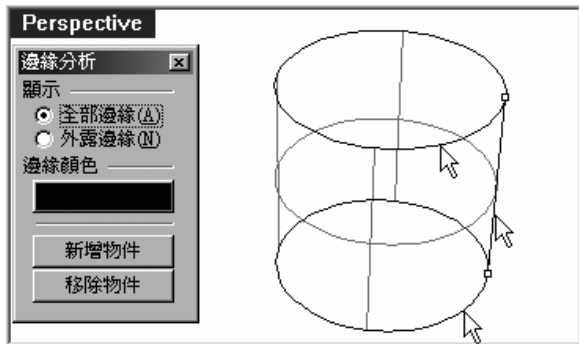 Perspective
邊緣分析
顯示
全部邊緣(A)
外露邊緣(N)
邊緣顏色
新增物件
移除物件